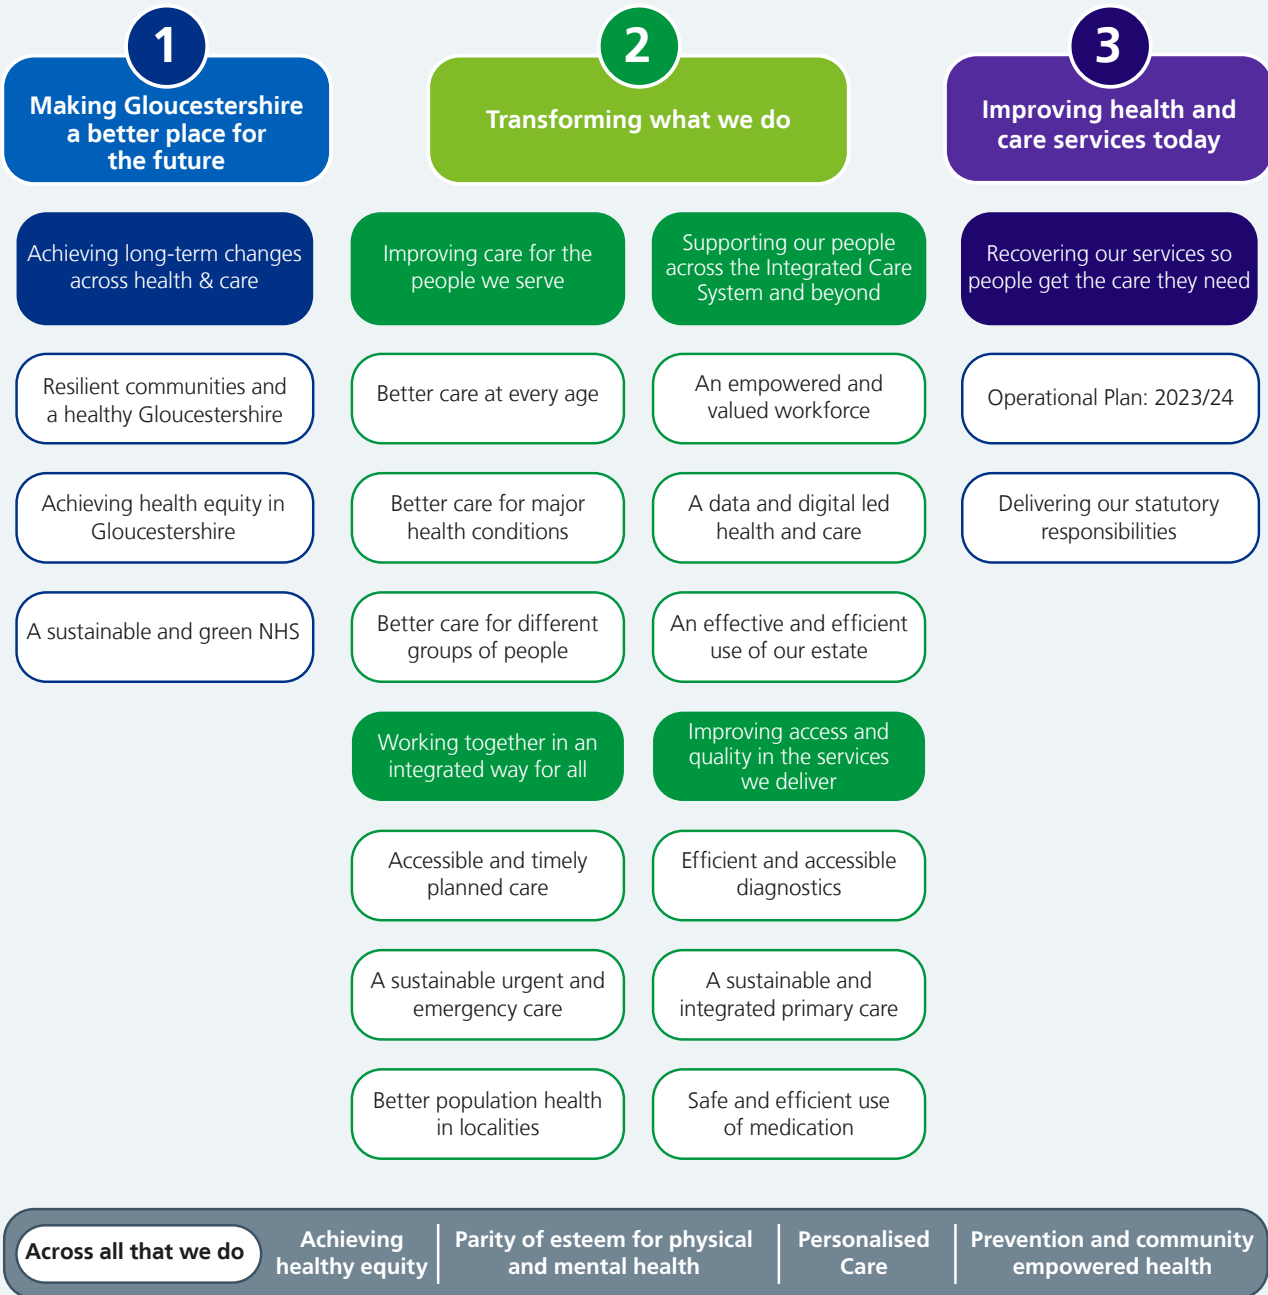 1
Making Gloucestershire
a better place for
the future
Achieving long-term changes
across health & care
Resilient communities and
a healthy Gloucestershire
Achieving health equity in
Gloucestershire
A sustainable and green NHS
2
Transforming what we do
Improving care for the
people we serve
Better care at every age
Better care for major
health conditions
Better care for different
groups of people
Working together in an
integrated way for all
Accessible and timely
planned care
A sustainable urgent and
emergency care
Better population health
in localities
Supporting our people
across the Integrated Care
System and beyond
An empowered and
valued workforce
A data and digital led
health and care
An effective and efficient
use of our estate
Improving access and
quality in the services
we deliver
Efficient and accessible
diagnostics
A sustainable and
integrated primary care
Safe and efficient use
of medication
3
Improving health and
care services today
Recovering our services so
people get the care they need
Operational Plan: 2023/24
Delivering our statutory
responsibilities
Across all that we do
Achieving
healthy equity
Parity of esteem for physical
and mental health
Personalised
Care
Prevention and community
empowered health